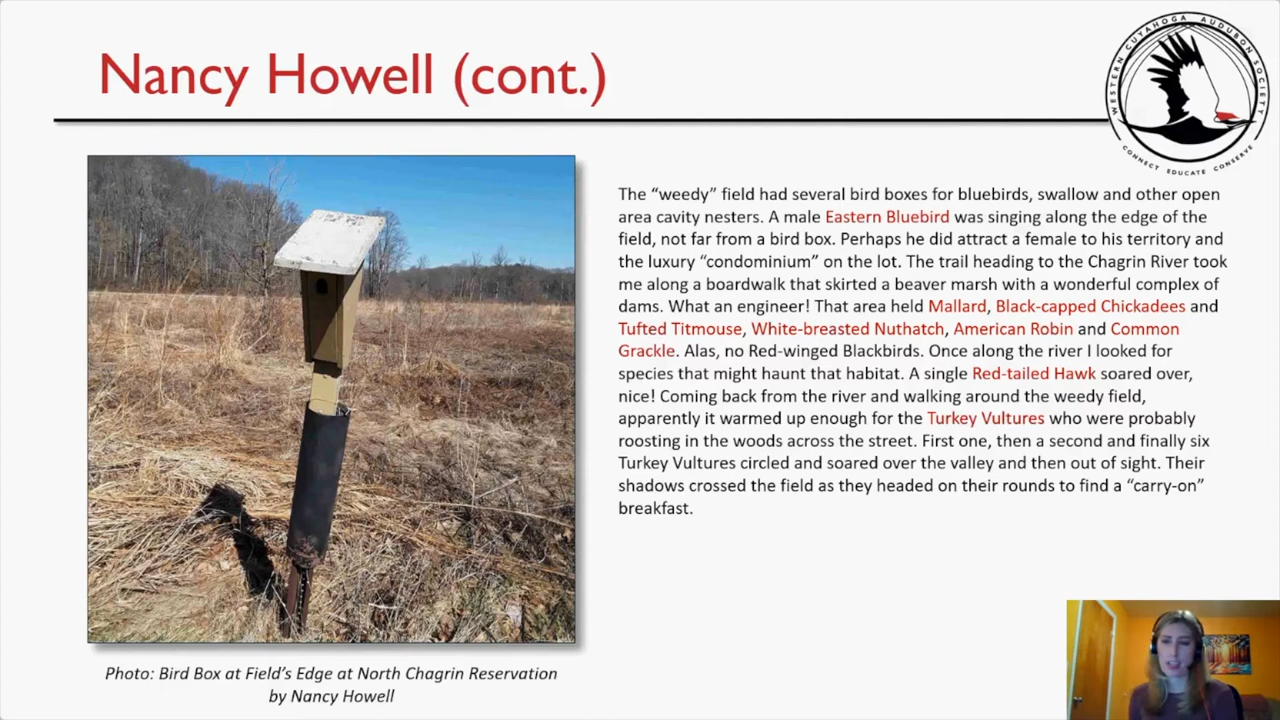 Nancy Howell (cont.)
WESTERN CUYAHOGA AUDUBON SOCIETY
CONNECT EDUCATE CONSERVE
The “weedy” field had several bird boxes for bluebirds, swallow and other open
area cavity nesters. A male Eastern Bluebird was singing along the edge of the
field, not far from a bird box. Perhaps he did attract a female to his territory and
the luxury “condominium” on the lot. The trail heading to the Chagrin River took
me along a boardwalk that skirted a beaver marsh with a wonderful complex of
dams. What an engineer! That area held Mallard, Black-capped Chickadees and
Tufted Titmouse, White-breasted Nuthatch, American Robin and Common
Grackle. Alas, no Red-winged Blackbirds. Once along the river I looked for
species that might haunt that habitat. A single Red-tailed Hawk soared over,
nice! Coming back from the river and walking around the weedy field,
apparently it warmed up enough for the Turkey Vultures who were probably
roosting in the woods across the street. First one, then a second and finally six
Turkey Vultures circled and soared over the valley and then out of sight. Their
shadows crossed the field as they headed on their rounds to find a “carry-on”
breakfast.
Photo: Bird Box at Field’s Edge at North Chagrin Reservation
by Nancy Howell